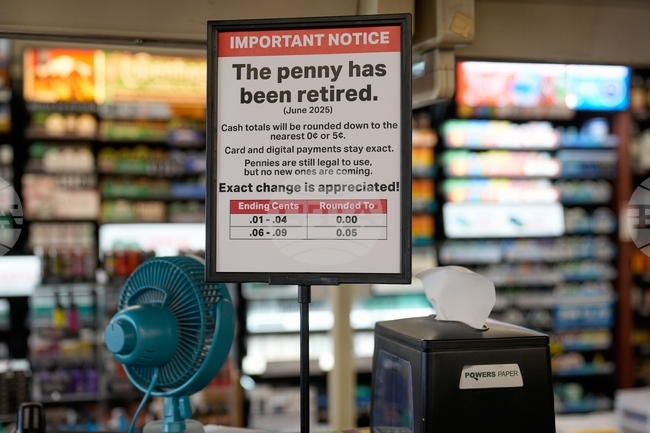 IMPORTANT NOTICE
The penny has
been retired.
(June 2025)
Cash totals will be rounded down to the
nearest 0¢ or 5¢.
Card and digital payments stay exact.
Pennies are still legal to use,
but no new ones are coming.
Exact change is appreciated!
Ending Cents Rounded To
.01 - .04 0.00
.06 - .09 0.05
POWERS PAPER